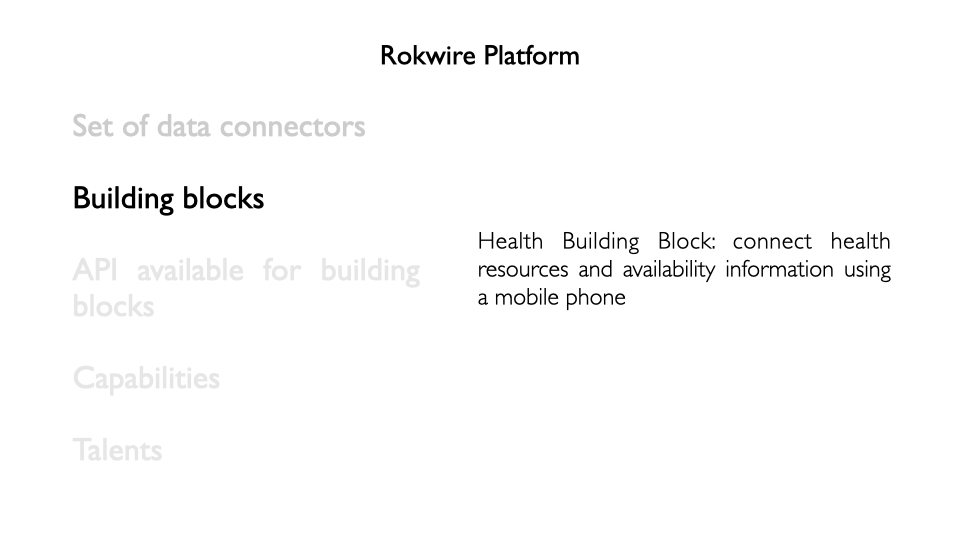 Rokwire Platform
Set of data connectors
Building blocks
API available for building
blocks
Capabilities
Talents
Health Building Block: connect health
resources and availability information using
a mobile phone